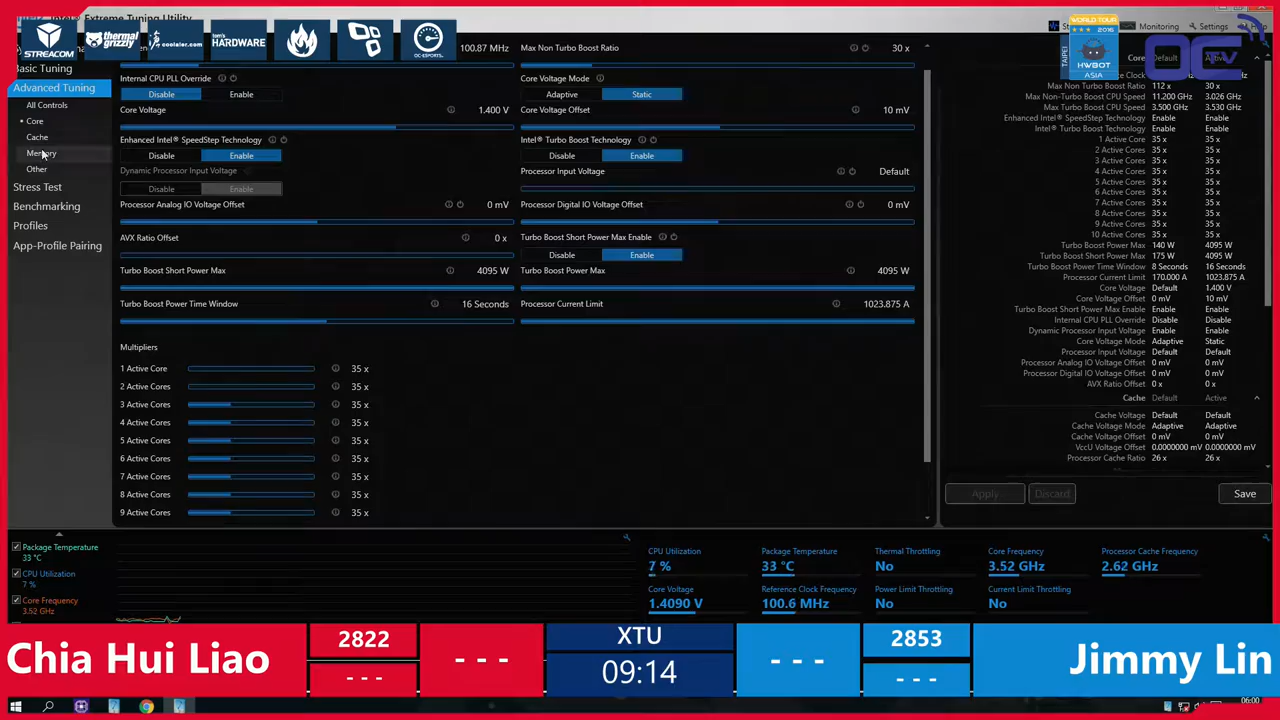 Extreme Tuning Utility
STREACOM
thermal grizzly
coolaler.com
tom's HARDWARE
OC-ESPORTS
WORLD TOUR
2016
TAIPEI
HWBOT
ASIA
OCTV
Monitoring
Settings
Basic Tuning
Advanced Tuning
All Controls
Core
Cache
Memory
Other
Stress Test
Benchmarking
Profiles
App-Profile Pairing
100.87 MHz
Max Non Turbo Boost Ratio 30 x
Internal CPU PLL Override
Disable Enable
Core Voltage Mode
Adaptive Static
Core Voltage 1.400 V
Core Voltage Offset 10 mV
Enhanced Intel® SpeedStep Technology
Disable Enable
Intel® Turbo Boost Technology
Disable Enable
Dynamic Processor Input Voltage
Disable Enable
Processor Input Voltage Default
Processor Analog IO Voltage Offset 0 mV
Processor Digital IO Voltage Offset 0 mV
AVX Ratio Offset 0 x
Turbo Boost Short Power Max Enable
Disable Enable
Turbo Boost Short Power Max 4095 W
Turbo Boost Power Max 4095 W
Turbo Boost Power Time Window 16 Seconds
Processor Current Limit 1023.875 A
Multipliers
1 Active Core 35 x
2 Active Cores 35 x
3 Active Cores 35 x
4 Active Cores 35 x
5 Active Cores 35 x
6 Active Cores 35 x
7 Active Cores 35 x
8 Active Cores 35 x
9 Active Cores 35 x
Core Default Active
Max Non Turbo Boost Ratio 112 x 30 x
Max Non-Turbo Boost CPU Speed 11.200 GHz 3.026 GHz
Max Turbo Boost CPU Speed 3.500 GHz 3.530 GHz
Enhanced Intel® SpeedStep Technology Enable Enable
Intel® Turbo Boost Technology Enable Enable
1 Active Core 35 x 35 x
2 Active Cores 35 x 35 x
3 Active Cores 35 x 35 x
4 Active Cores 35 x 35 x
5 Active Cores 35 x 35 x
6 Active Cores 35 x 35 x
7 Active Cores 35 x 35 x
8 Active Cores 35 x 35 x
9 Active Cores 35 x 35 x
10 Active Cores 35 x 35 x
Turbo Boost Power Max 140 W 4095 W
Turbo Boost Short Power Max 175 W 4095 W
Turbo Boost Power Time Window 8 Seconds 16 Seconds
Processor Current Limit 170.000 A 1023.875 A
Core Voltage Default 1.400 V
Core Voltage Offset 0 mV 10 mV
Turbo Boost Short Power Max Enable Enable Enable
Internal CPU PLL Override Disable Disable
Dynamic Processor Input Voltage Enable Enable
Core Voltage Mode Adaptive Static
Processor Input Voltage Default Default
Processor Analog IO Voltage Offset 0 mV 0 mV
Processor Digital IO Voltage Offset 0 mV 0 mV
AVX Ratio Offset 0 x 0 x
Cache Default Active
Cache Voltage Default Default
Cache Voltage Mode Adaptive Adaptive
Cache Voltage Offset 0 mV 0 mV
VccU Voltage Offset 0.0000000 mV 0.0000000 mV
Processor Cache Ratio 26 x 26 x
Apply Discard Save
Package Temperature
33 °C
CPU Utilization
7 %
Core Frequency
3.52 GHz
CPU Utilization
7 %
Package Temperature
33 °C
Thermal Throttling
No
Core Frequency
3.52 GHz
Processor Cache Frequency
2.62 GHz
Core Voltage
1.4090 V
Reference Clock Frequency
100.6 MHz
Power Limit Throttling
No
Current Limit Throttling
No
Chia Hui Liao
2822
- - -
- - -
XTU
09:14
- - -
2853
- - -
Jimmy Lin
06:00